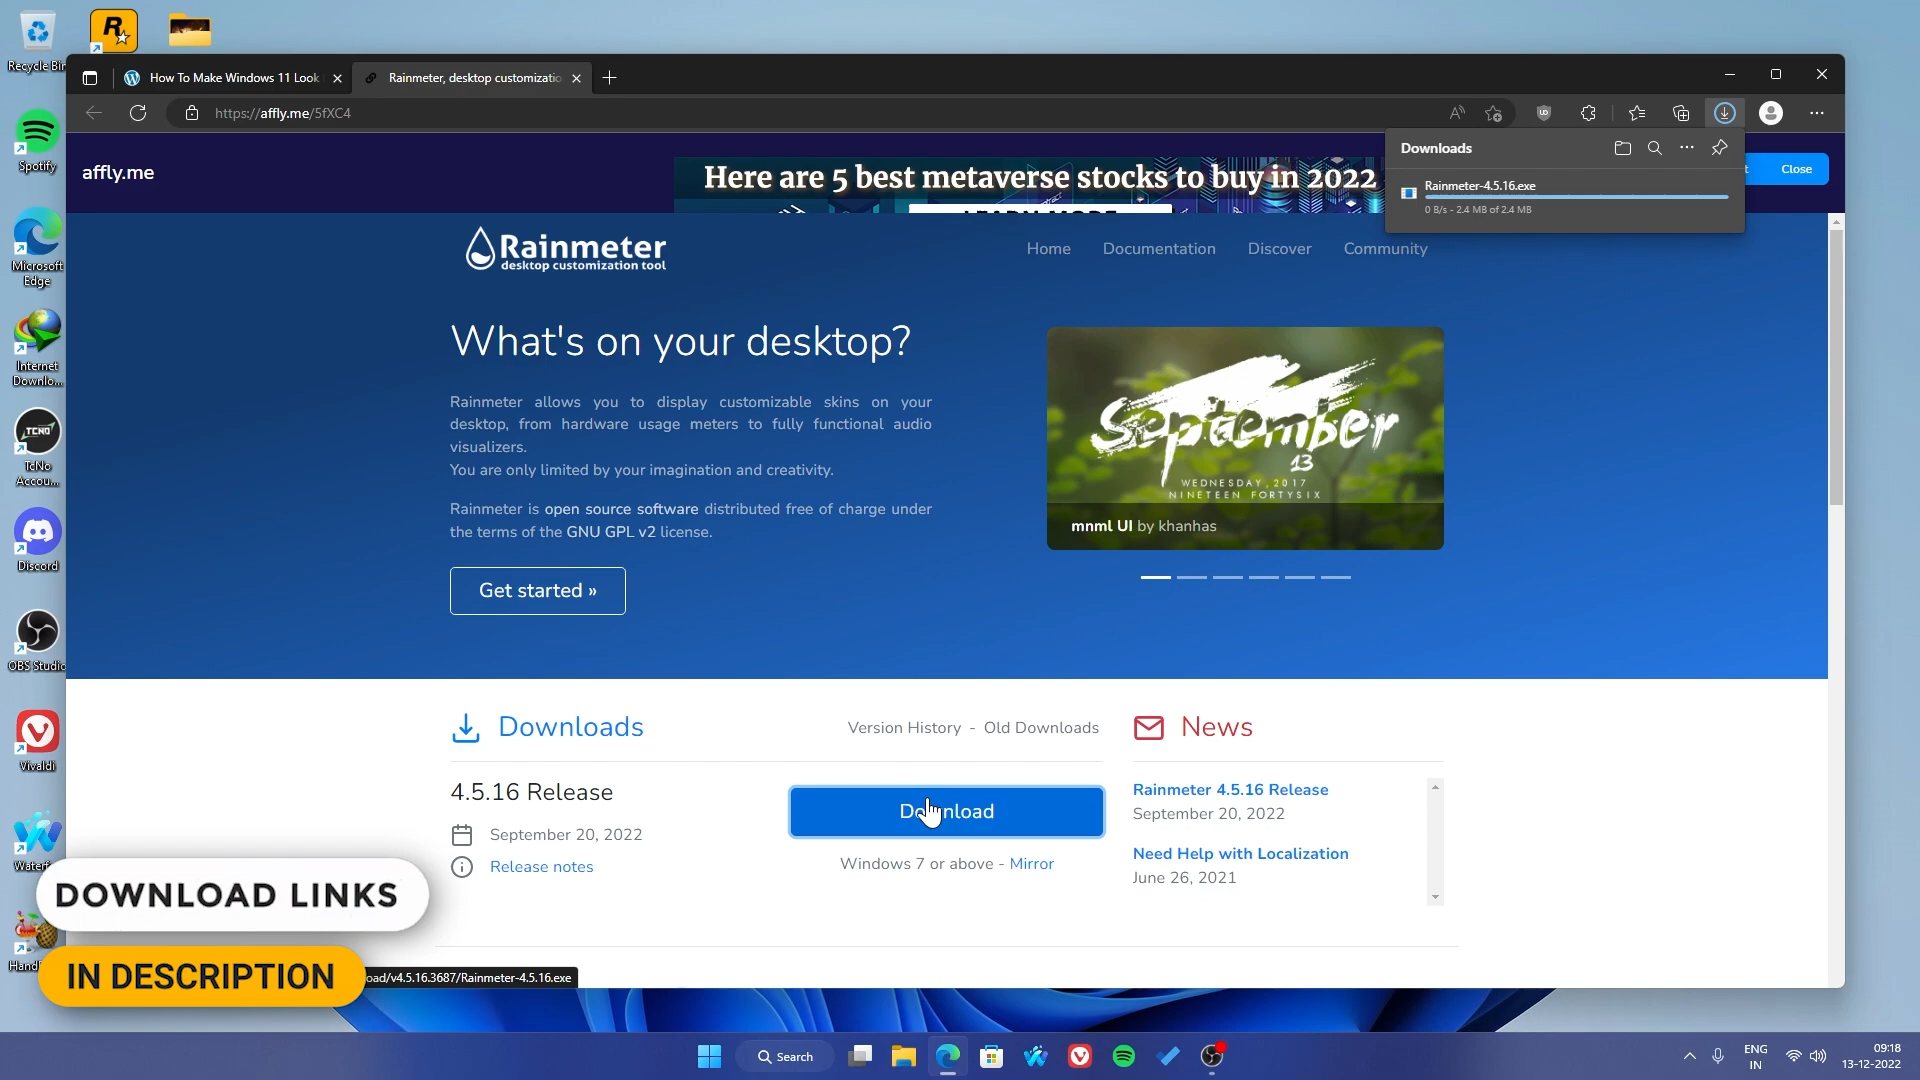 Recycle Bin
How To Make Windows 11 Look
Rainmeter, desktop customizatio
https://affly.me/5fXC4
UD
Downloads
Rainmeter-4.5.16.exe
0 B/s - 2.4 MB of 2.4 MB
Close
affly.me
Here are 5 best metaverse stocks to buy in 2022
LEARN MORE
Rainmeter
desktop customization tool
Home
Documentation
Discover
Community
What's on your desktop?
Rainmeter allows you to display customizable skins on your
desktop, from hardware usage meters to fully functional audio
visualizers.
You are only limited by your imagination and creativity.
Rainmeter is open source software distributed free of charge under
the terms of the GNU GPL v2 license.
Get started »
September
13
WEDNESDAY, 2017
NINETEEN FORTYSIX
mnml UI by khanhas
Downloads
Version History - Old Downloads
4.5.16 Release
September 20, 2022
Release notes
Download
Windows 7 or above - Mirror
News
Rainmeter 4.5.16 Release
September 20, 2022
Need Help with Localization
June 26, 2021
Spotify
Microsoft
Edge
Internet
Downlo...
TCNO
TcNo
Accou...
Discord
OBS Studio
Vivaldi
Waterf
Hand
DOWNLOAD LINKS
IN DESCRIPTION
oad/v4.5.16.3687/Rainmeter-4.5.16.exe
Search
ENG
IN
09:18
13-12-2022